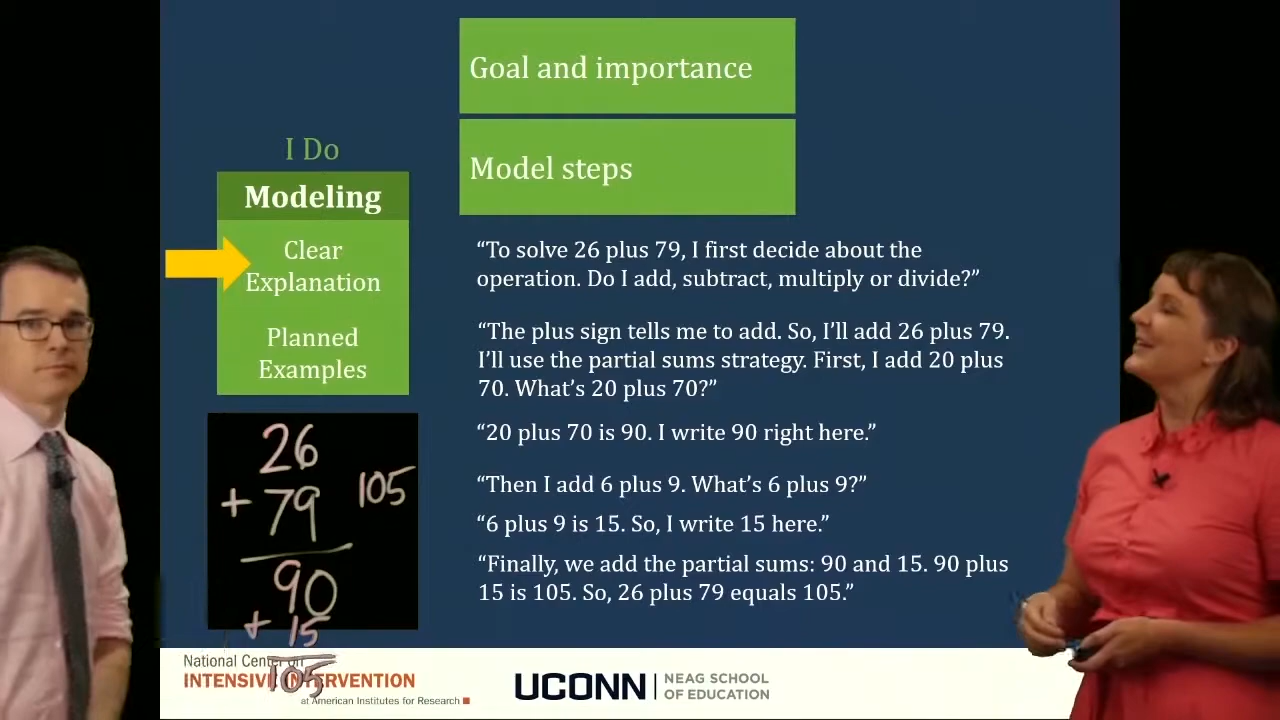 Goal and importance
Model steps
I Do
Modeling
Clear
Explanation
Planned
Examples
“To solve 26 plus 79, I first decide about the
operation. Do I add, subtract, multiply or divide?”
“The plus sign tells me to add. So, I’ll add 26 plus 79.
I’ll use the partial sums strategy. First, I add 20 plus
70. What’s 20 plus 70?”
“20 plus 70 is 90. I write 90 right here.”
“Then I add 6 plus 9. What’s 6 plus 9?”
“6 plus 9 is 15. So, I write 15 here.”
“Finally, we add the partial sums: 90 and 15. 90 plus
15 is 105. So, 26 plus 79 equals 105.”
26
+ 79
105
90
+ 15
105
National Center on
INTENSIVE INTERVENTION
at American Institutes for Research
UCONN
NEAG SCHOOL
OF EDUCATION